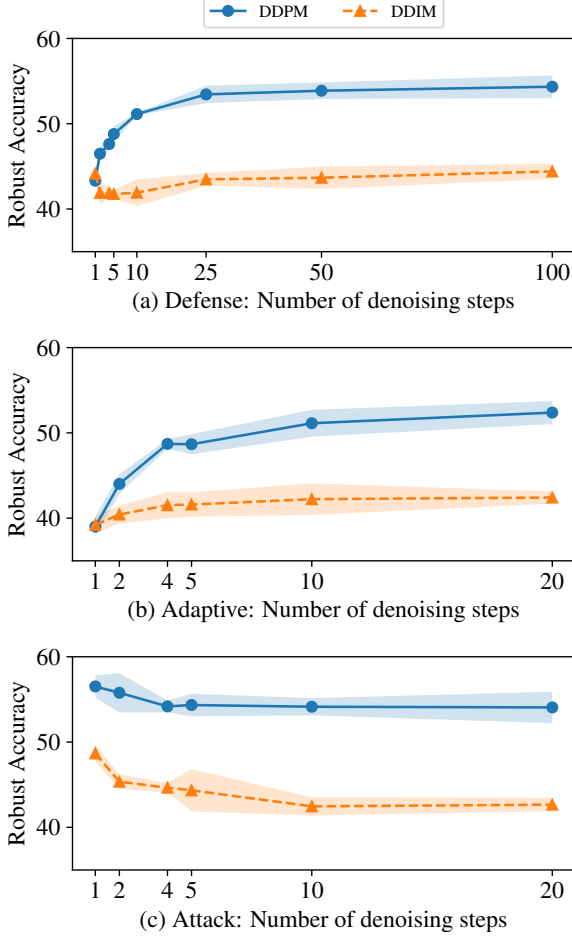 DDPM DDIM
60
50
40
Robust Accuracy
1 5 10 25 50 100
(a) Defense: Number of denoising steps
60
50
40
Robust Accuracy
1 2 4 5 10 20
(b) Adaptive: Number of denoising steps
60
50
40
Robust Accuracy
1 2 4 5 10 20
(c) Attack: Number of denoising steps